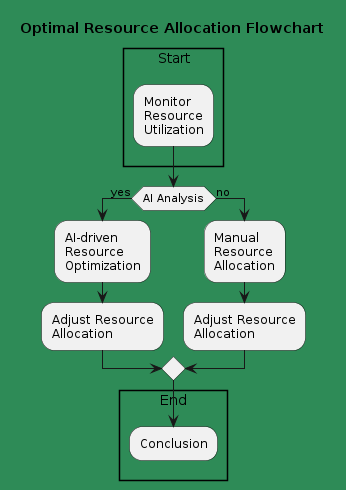 Optimal Resource Allocation Flowchart
Start
Monitor
Resource
Utilization
AI Analysis
yes
no
AI-driven
Resource
Optimization
Adjust Resource
Allocation
Manual
Resource
Allocation
Adjust Resource
Allocation
End
Conclusion